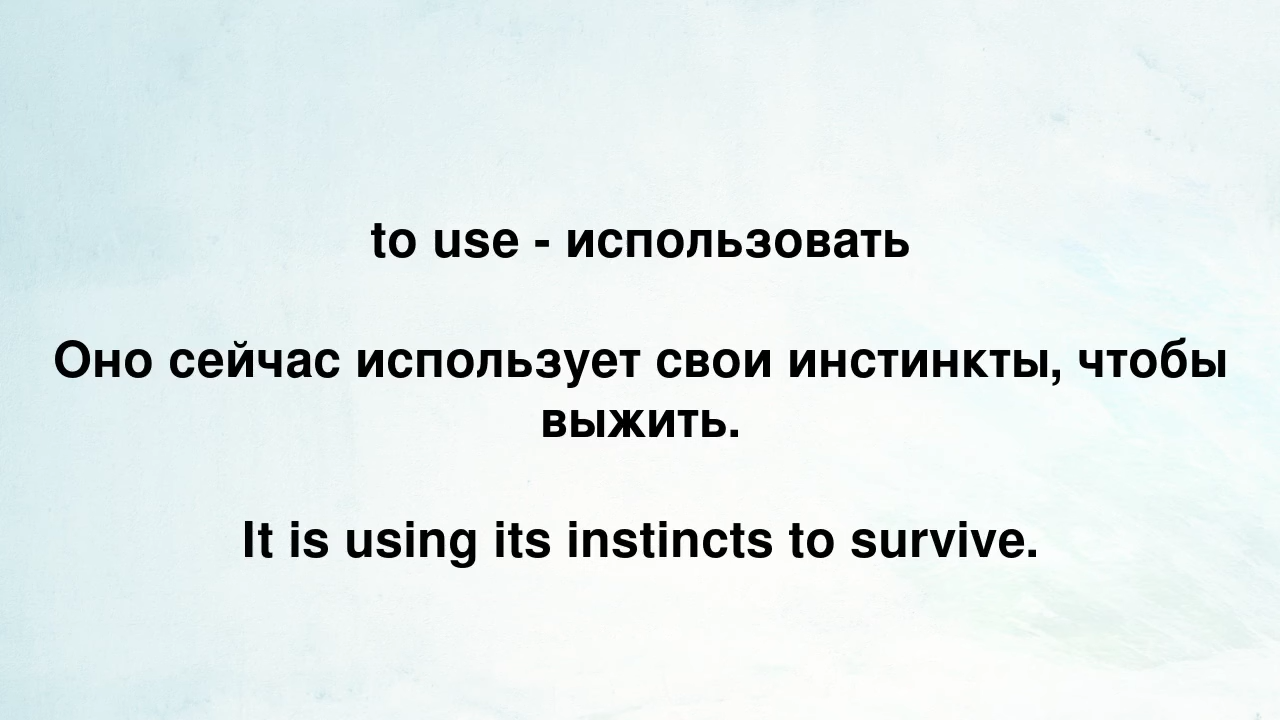 to use - использовать
Оно сейчас использует свои инстинкты, чтобы
выжить.
It is using its instincts to survive.